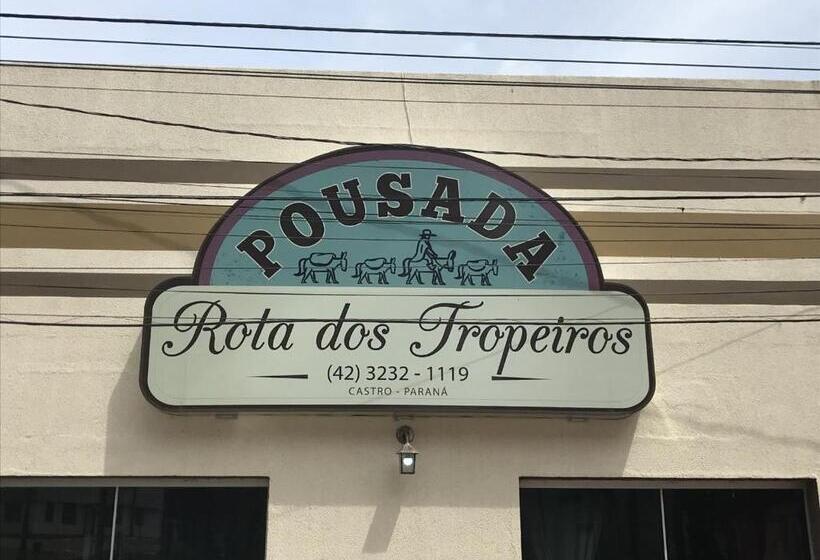 POUSADA
Rota dos Tropeiros
(42) 3232 - 1119
CASTRO - PARANÁ